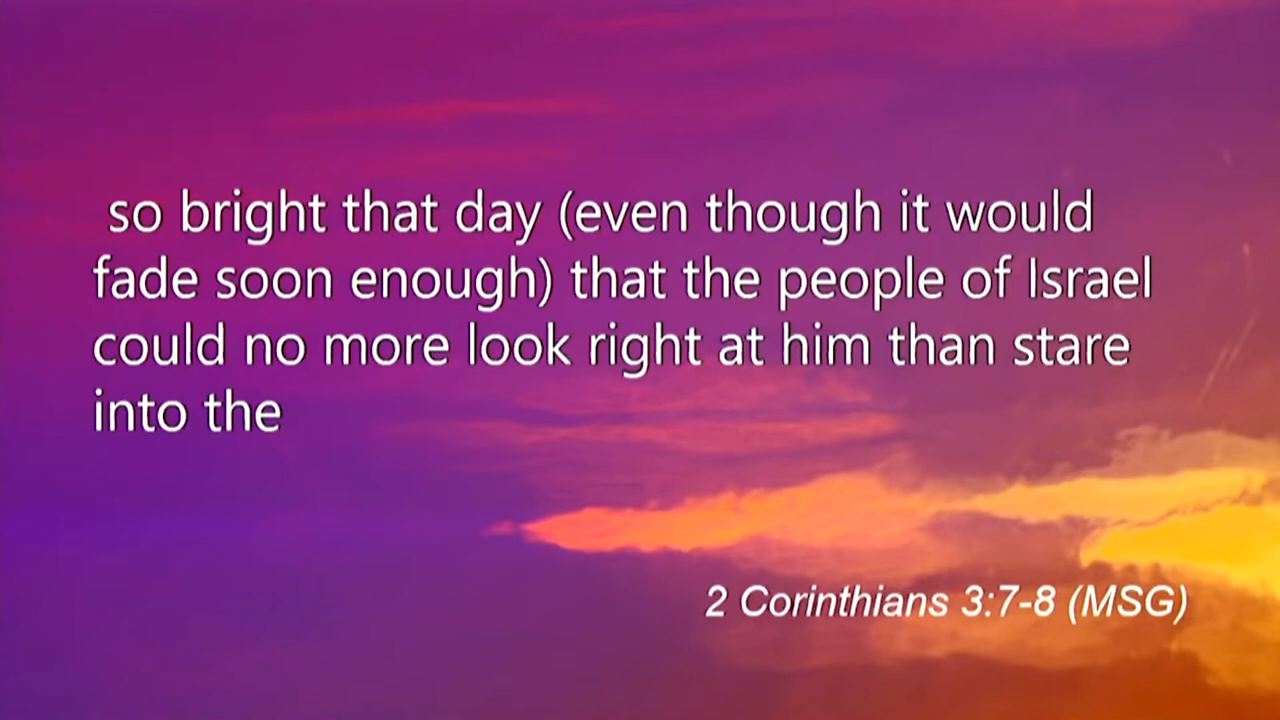 so bright that day (even though it would
fade soon enough) that the people of Israel
could no more look right at him than stare
into the
2 Corinthians 3:7-8 (MSG)